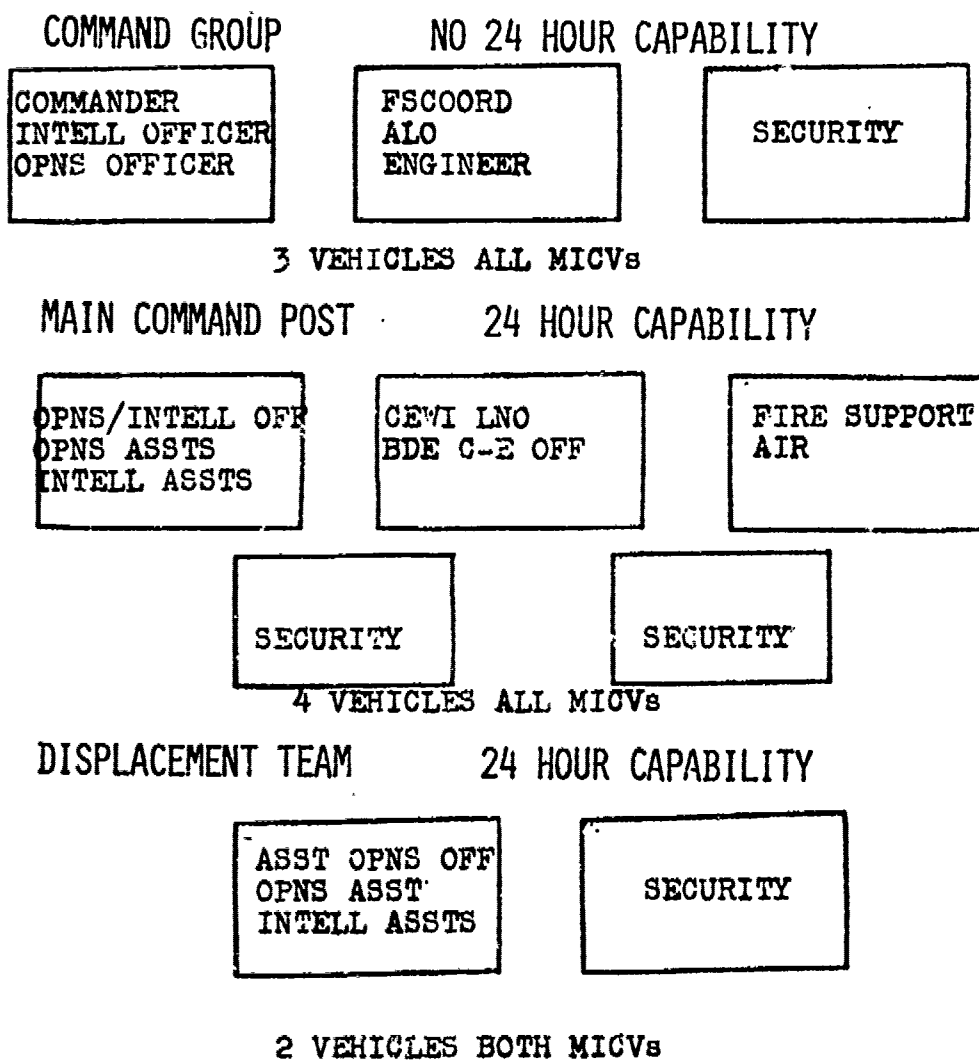 COMMAND GROUP NO 24 HOUR CAPABILITY
COMMANDER
INTELL OFFICER
OPNS OFFICER
FSCOORD
ALO
ENGINEER
SECURITY
3 VEHICLES ALL MICVs
MAIN COMMAND POST 24 HOUR CAPABILITY
OPNS/INTELL OFF
OPNS ASSTS
INTELL ASSTS
CEWI LNO
BDE C-E OFF
FIRE SUPPORT
AIR
SECURITY
SECURITY
4 VEHICLES ALL MICVs
DISPLACEMENT TEAM 24 HOUR CAPABILITY
ASST OPNS OFF
OPNS ASST
INTELL ASSTS
SECURITY
2 VEHICLES BOTH MICVs